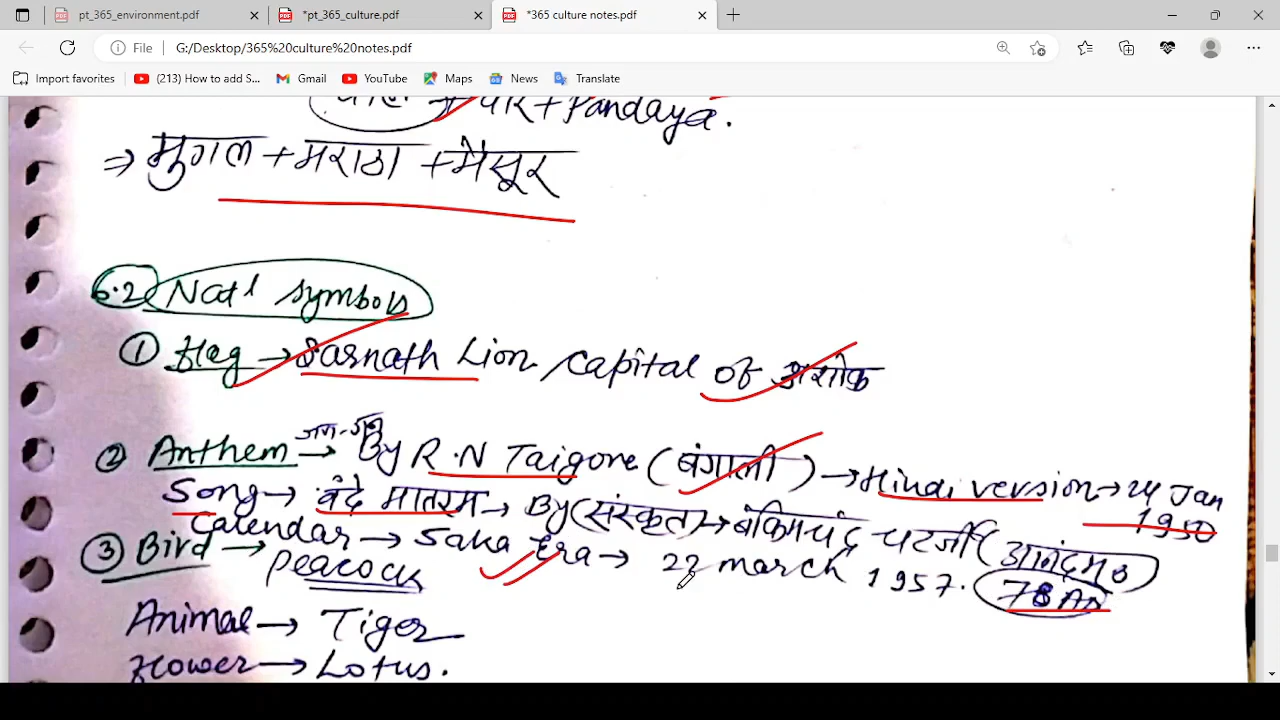 pt_365_environment.pdf
*pt_365_culture.pdf
*365 culture notes.pdf
File G:/Desktop/365%20culture%20notes.pdf
Import favorites (213) How to add S... Gmail YouTube Maps News Translate
+ Pandaya.
⇒ मुगल + मराठा + मैसूर
6.2 Nat'l symbols
① Flag → Sarnath Lion Capital of अशोक
② Anthem → जन-गन By R.N Taigore (बंगाली) → Hindi version → 24 Jan 1950
Song → वंदे मातरम → By (संस्कृत) → बंकिमचंद्र चटर्जी (आनंदमठ)
Calendar → Saka Era → 22 march 1957. 78 AD
③ Bird → Peacock
Animal → Tiger
Flower → Lotus.